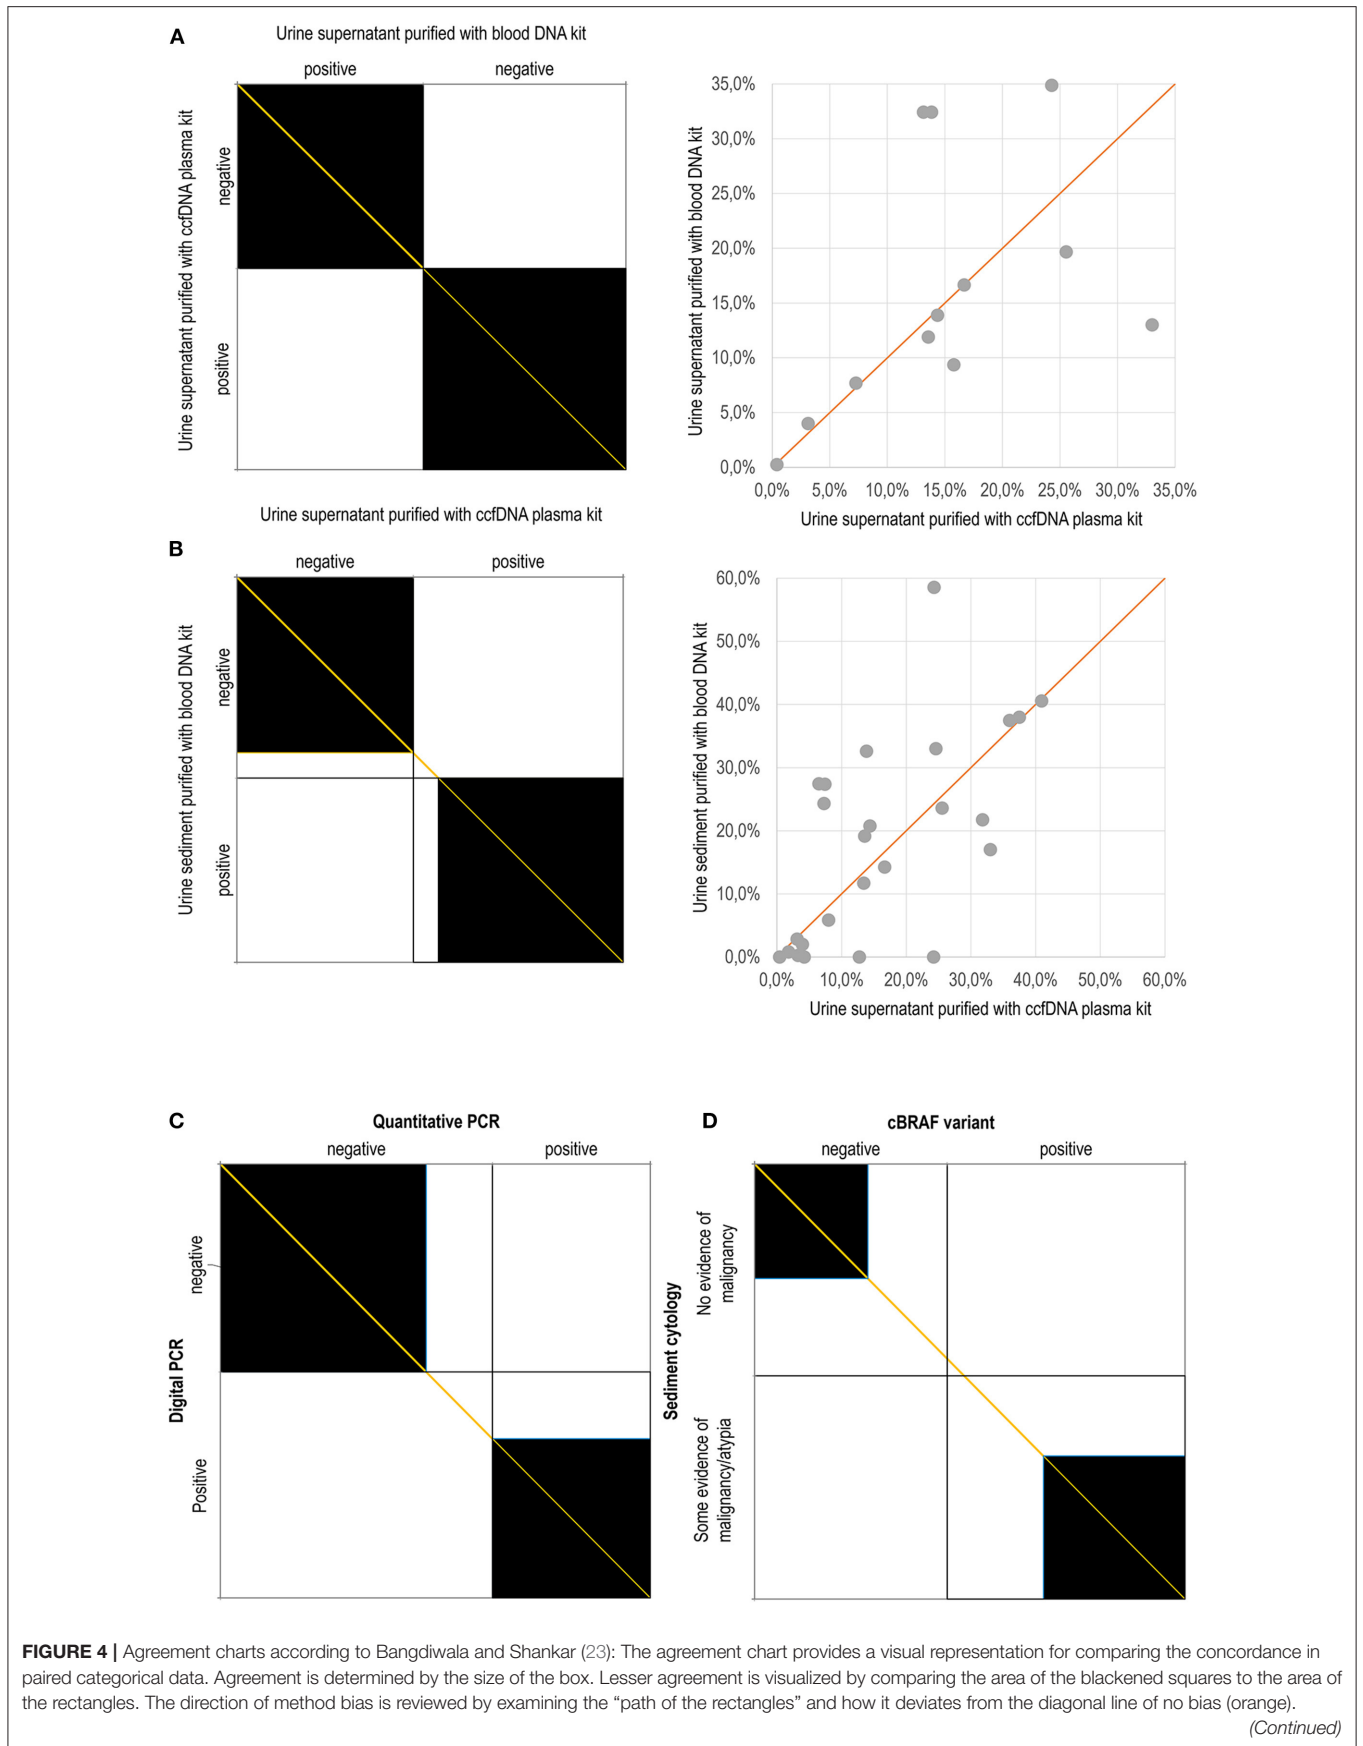 A
Urine supernatant purified with blood DNA kit
positive
negative
Urine supernatant purified with ccfDNA plasma kit
negative
positive
Urine supernatant purified with blood DNA kit
35,0%
30,0%
25,0%
20,0%
15,0%
10,0%
5,0%
0,0%
0,0% 5,0% 10,0% 15,0% 20,0% 25,0% 30,0% 35,0%
Urine supernatant purified with ccfDNA plasma kit
B
Urine supernatant purified with ccfDNA plasma kit
negative
positive
Urine sediment purified with blood DNA kit
negative
positive
Urine sediment purified with blood DNA kit
60,0%
50,0%
40,0%
30,0%
20,0%
10,0%
0,0%
0,0% 10,0% 20,0% 30,0% 40,0% 50,0% 60,0%
Urine supernatant purified with ccfDNA plasma kit
C
Quantitative PCR
negative
positive
Digital PCR
negative
Positive
D
cBRAF variant
negative
positive
Sediment cytology
No evidence of
malignancy
Some evidence of
malignancy/atypia
FIGURE 4 | Agreement charts according to Bangdiwala and Shankar (23): The agreement chart provides a visual representation for comparing the concordance in
paired categorical data. Agreement is determined by the size of the box. Lesser agreement is visualized by comparing the area of the blackened squares to the area of
the rectangles. The direction of method bias is reviewed by examining the “path of the rectangles” and how it deviates from the diagonal line of no bias (orange).
(Continued)